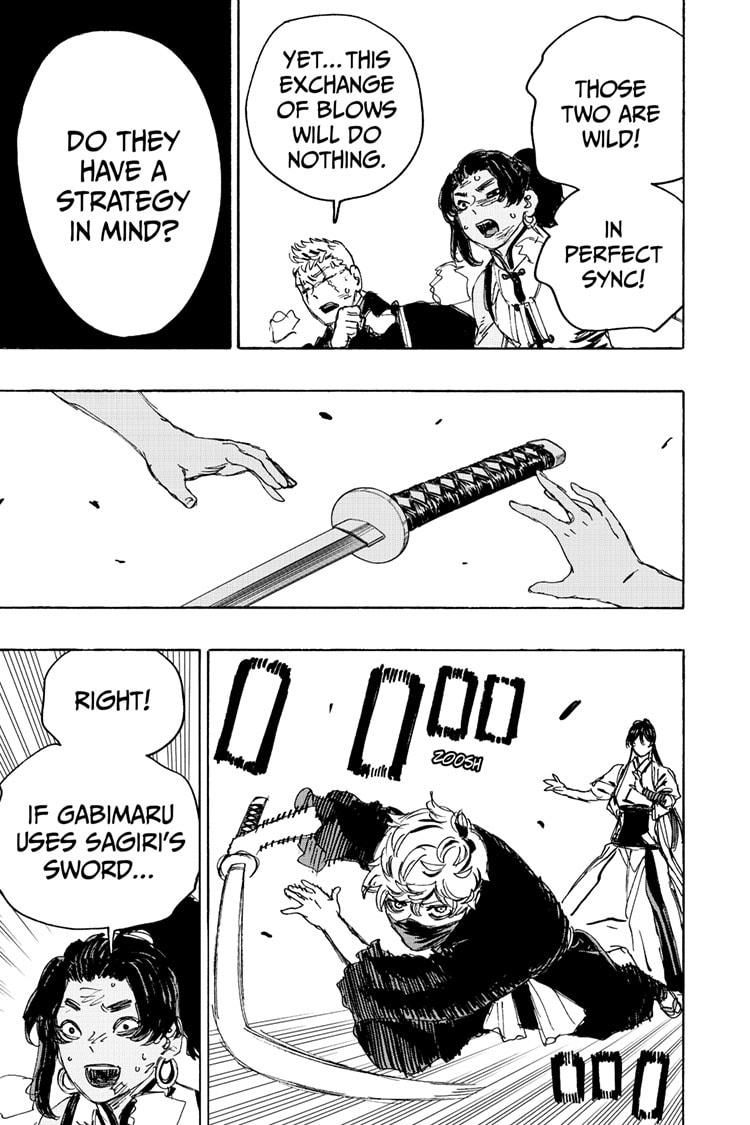 THOSE
TWO ARE
WILD!
IN
PERFECT
SYNC!
YET...THIS
EXCHANGE
OF BLOWS
WILL DO
NOTHING.
DO THEY
HAVE A
STRATEGY
IN MIND?
ZOOSH
RIGHT!
IF GABIMARU
USES SAGIRI'S
SWORD...